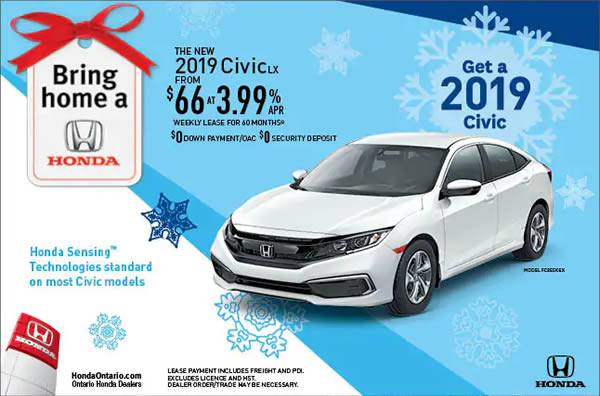 Bring
home a
HONDA
THE NEW
2019 Civic LX
FROM
$66 AT 3.99%
APR
WEEKLY LEASE FOR 60 MONTHS
$0 DOWN PAYMENT/OAC $0 SECURITY DEPOSIT
Get a
2019
Civic
Honda Sensing™
Technologies standard
on most Civic models
HONDA
HondaOntario.com
Ontario Honda Dealers
LEASE PAYMENT INCLUDES FREIGHT AND PDI.
EXCLUDES LICENCE AND HST.
DEALER ORDER/TRADE MAY BE NECESSARY.
MODEL
HONDA